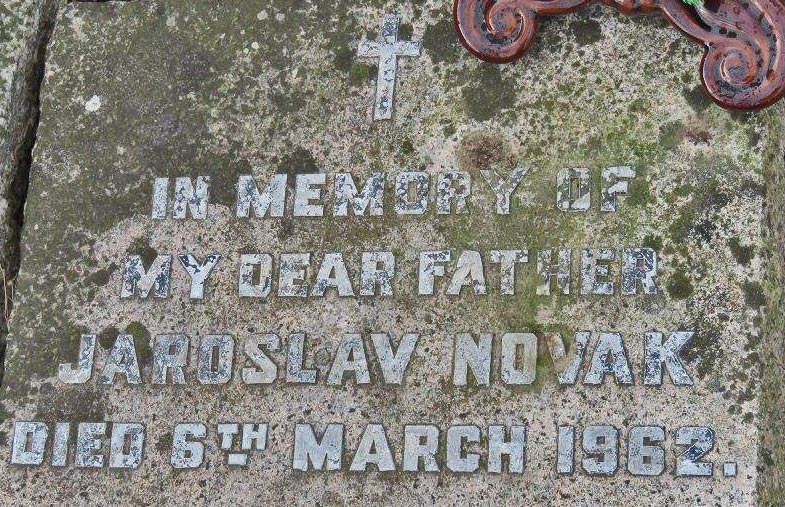 IN MEMORY OF
MY DEAR FATHER
JAROSLAV NOVAK
DIED 6TH MARCH 1962.